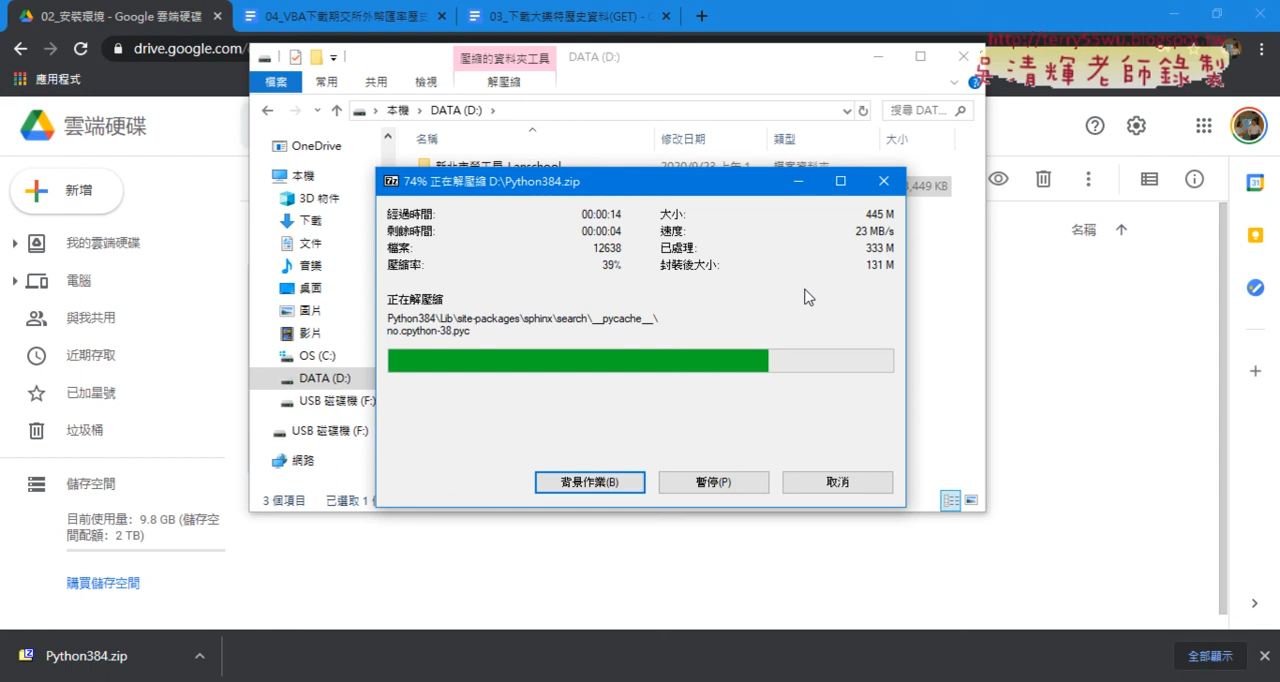 02_安裝環境 - Google 雲端硬碟
04_VBA下載期交所外幣匯率歷史
03_下載大樂特歷史資料(GET) - G
drive.google.com/
http://terry55wu.blogspot.tw
吳清輝老師錄製
應用程式
壓縮的資料夾工具
DATA (D:)
檔案
常用
共用
檢視
解壓縮
本機
DATA (D:)
搜尋 DAT...
雲端硬碟
名稱
修改日期
類型
大小
OneDrive
本機
3D 物件
下載
文件
音樂
桌面
圖片
影片
OS (C:)
DATA (D:)
USB 磁碟機 (F:)
USB 磁碟機 (F:)
網路
3 個項目
已選取 1
,449 KB
74% 正在解壓縮 D:\Python384.zip
經過時間:
00:00:14
大小:
445 M
剩餘時間:
00:00:04
速度:
23 MB/s
檔案:
12638
已處理:
333 M
壓縮率:
39%
封裝後大小:
131 M
正在解壓縮
Python384\Lib\site-packages\sphinx\search\__pycache__\
no.cpython-38.pyc
背景作業(B)
暫停(P)
取消
新增
我的雲端硬碟
電腦
與我共用
近期存取
已加星號
垃圾桶
儲存空間
目前使用量：9.8 GB (儲存空
間配額：2 TB)
購買儲存空間
名稱
31
Python384.zip
全部顯示